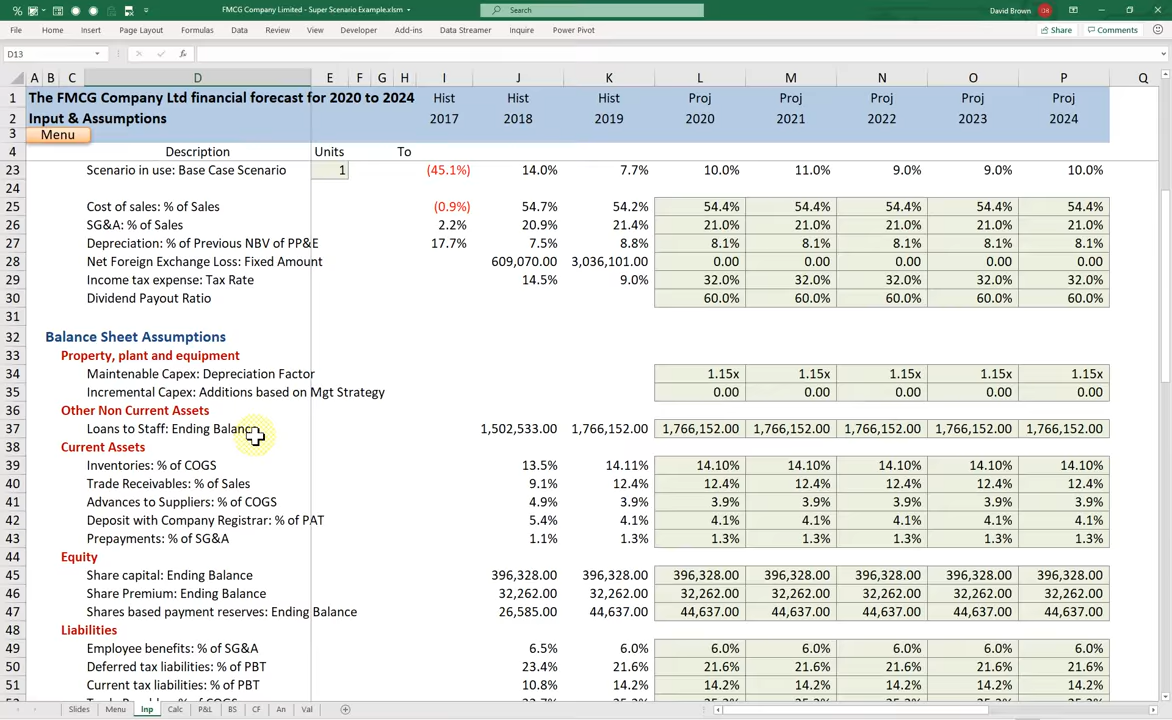 FMCG Company Limited - Super Scenario Example.xlsm
Search
David Brown
DB
File Home Insert Page Layout Formulas Data Review View Developer Add-ins Data Streamer Inquire Power Pivot Share Comments
D13 fx
A B C D E F G H I J K L M N O P Q
1 The FMCG Company Ltd financial forecast for 2020 to 2024 Hist Hist Hist Proj Proj Proj Proj Proj
2 Input & Assumptions 2017 2018 2019 2020 2021 2022 2023 2024
3 Menu
4 Description Units To
23 Scenario in use: Base Case Scenario 1 (45.1%) 14.0% 7.7% 10.0% 11.0% 9.0% 9.0% 10.0%
24
25 Cost of sales: % of Sales (0.9%) 54.7% 54.2% 54.4% 54.4% 54.4% 54.4% 54.4%
26 SG&A: % of Sales 2.2% 20.9% 21.4% 21.0% 21.0% 21.0% 21.0% 21.0%
27 Depreciation: % of Previous NBV of PP&E 17.7% 7.5% 8.8% 8.1% 8.1% 8.1% 8.1% 8.1%
28 Net Foreign Exchange Loss: Fixed Amount 609,070.00 3,036,101.00 0.00 0.00 0.00 0.00 0.00
29 Income tax expense: Tax Rate 14.5% 9.0% 32.0% 32.0% 32.0% 32.0% 32.0%
30 Dividend Payout Ratio 60.0% 60.0% 60.0% 60.0% 60.0%
31
32 Balance Sheet Assumptions
33 Property, plant and equipment
34 Maintenable Capex: Depreciation Factor 1.15x 1.15x 1.15x 1.15x 1.15x
35 Incremental Capex: Additions based on Mgt Strategy 0.00 0.00 0.00 0.00 0.00
36 Other Non Current Assets
37 Loans to Staff: Ending Balance 1,502,533.00 1,766,152.00 1,766,152.00 1,766,152.00 1,766,152.00 1,766,152.00 1,766,152.00
38 Current Assets
39 Inventories: % of COGS 13.5% 14.11% 14.10% 14.10% 14.10% 14.10% 14.10%
40 Trade Receivables: % of Sales 9.1% 12.4% 12.4% 12.4% 12.4% 12.4% 12.4%
41 Advances to Suppliers: % of COGS 4.9% 3.9% 3.9% 3.9% 3.9% 3.9% 3.9%
42 Deposit with Company Registrar: % of PAT 5.4% 4.1% 4.1% 4.1% 4.1% 4.1% 4.1%
43 Prepayments: % of SG&A 1.1% 1.3% 1.3% 1.3% 1.3% 1.3% 1.3%
44 Equity
45 Share capital: Ending Balance 396,328.00 396,328.00 396,328.00 396,328.00 396,328.00 396,328.00 396,328.00
46 Share Premium: Ending Balance 32,262.00 32,262.00 32,262.00 32,262.00 32,262.00 32,262.00 32,262.00
47 Shares based payment reserves: Ending Balance 26,585.00 44,637.00 44,637.00 44,637.00 44,637.00 44,637.00 44,637.00
48 Liabilities
49 Employee benefits: % of SG&A 6.5% 6.0% 6.0% 6.0% 6.0% 6.0% 6.0%
50 Deferred tax liabilities: % of PBT 23.4% 21.6% 21.6% 21.6% 21.6% 21.6% 21.6%
51 Current tax liabilities: % of PBT 10.8% 14.2% 14.2% 14.2% 14.2% 14.2% 14.2%
Slides Menu Inp Calc P&L BS CF An Val